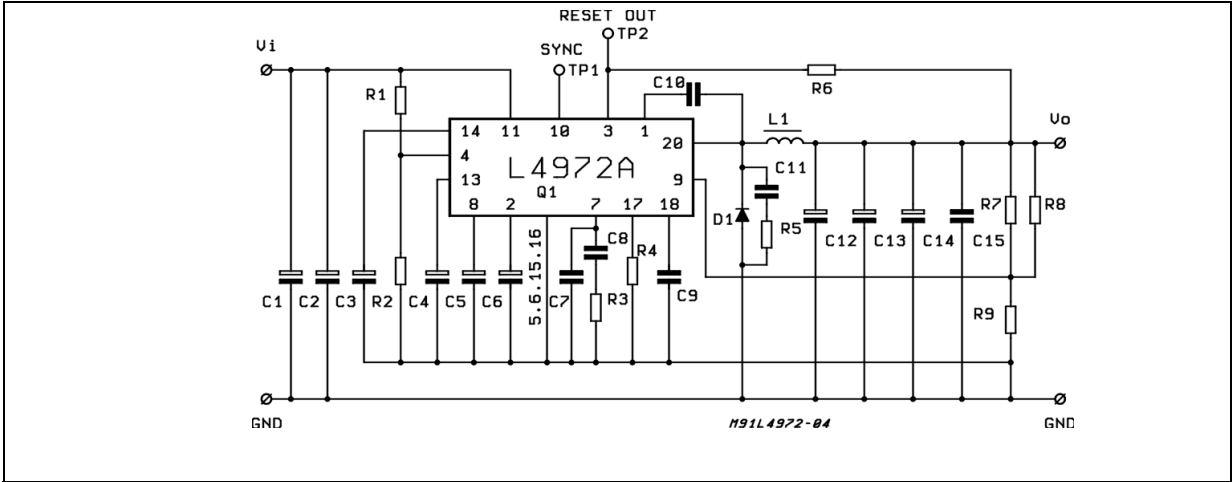 RESET OUT
TP2
SYNC
TP1
Vi
C10
R6
R1
L1
Vo
14 11 10 3 1
20
4
L4972A
13
Q1
9
8 2 7 17 18
C11
D1
R5
R7 R8
C8
R4
5.6.15.16
C12 C13 C14 C15
C1 C2 C3 R2 C4 C5 C6 C7 R3 C9
R9
GND
M91L4972-04
GND